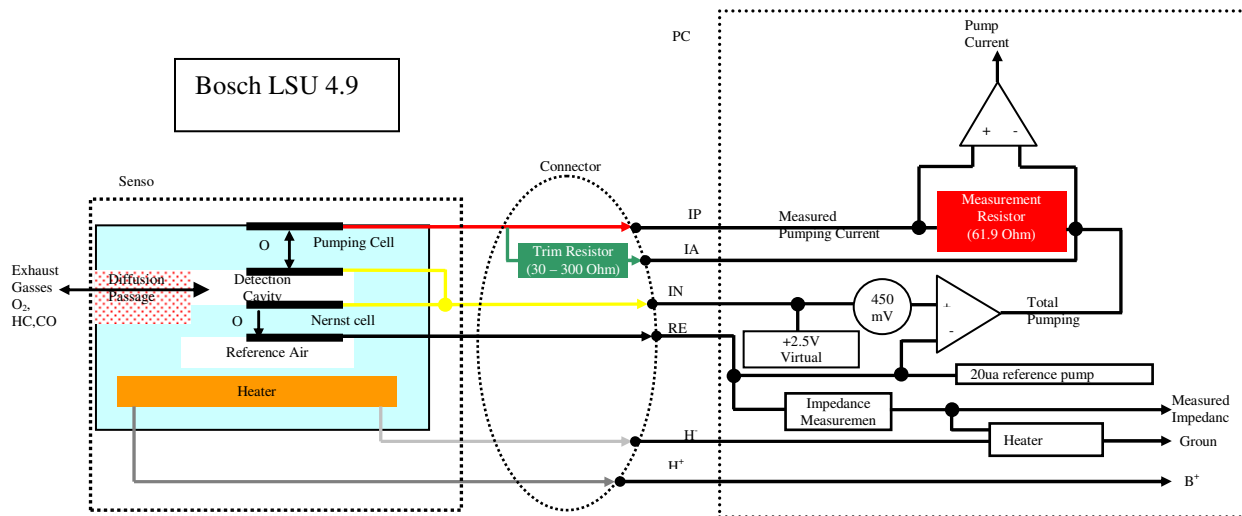 Bosch LSU 4.9
PC
Pump
Current
+ -
Connector
Senso
IP
Measured
Pumping Current
Measurement
Resistor
(61.9 Ohm)
O
Pumping Cell
Trim Resistor
(30 – 300 Ohm)
IA
Exhaust
Gasses
O₂,
HC,CO
Diffusion
Passage
Detection
Cavity
IN
450
mV
+
-
Total
Pumping
O
Nernst cell
RE
+2.5V
Virtual
Reference Air
20ua reference pump
Heater
Impedance
Measuremen
Measured
Impedanc
H⁻
Heater
Groun
H⁺
B⁺